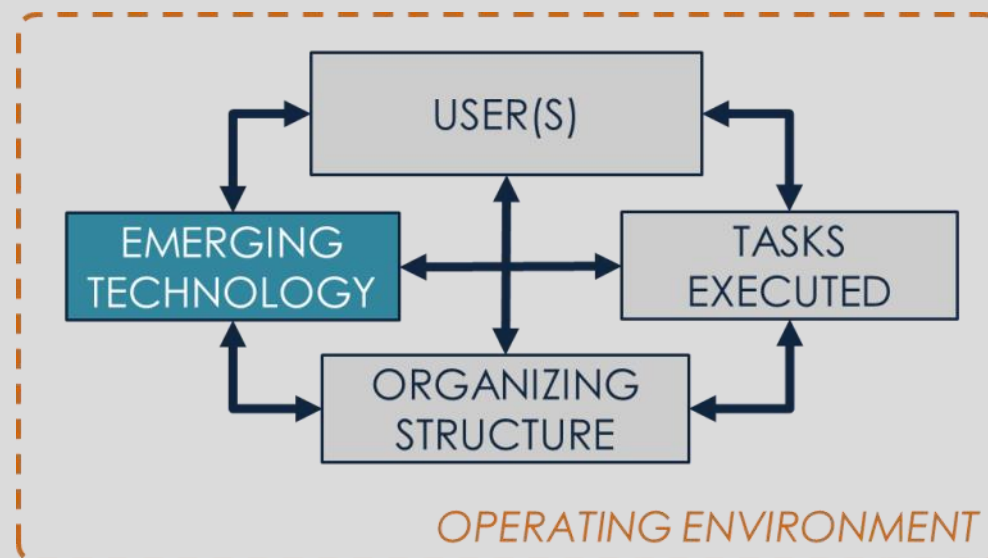 USER(S)
EMERGING
TECHNOLOGY
TASKS
EXECUTED
ORGANIZING
STRUCTURE
OPERATING ENVIRONMENT